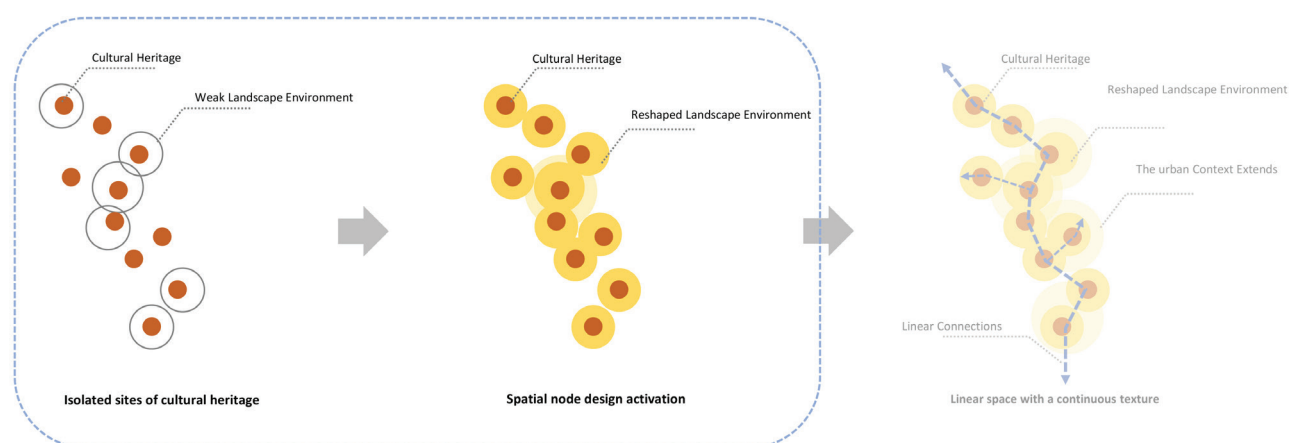 Cultural Heritage
Weak Landscape Environment
Isolated sites of cultural heritage
Cultural Heritage
Reshaped Landscape Environment
Spatial node design activation
Cultural Heritage
Reshaped Landscape Environment
The urban Context Extends
Linear Connections
Linear space with a continuous texture